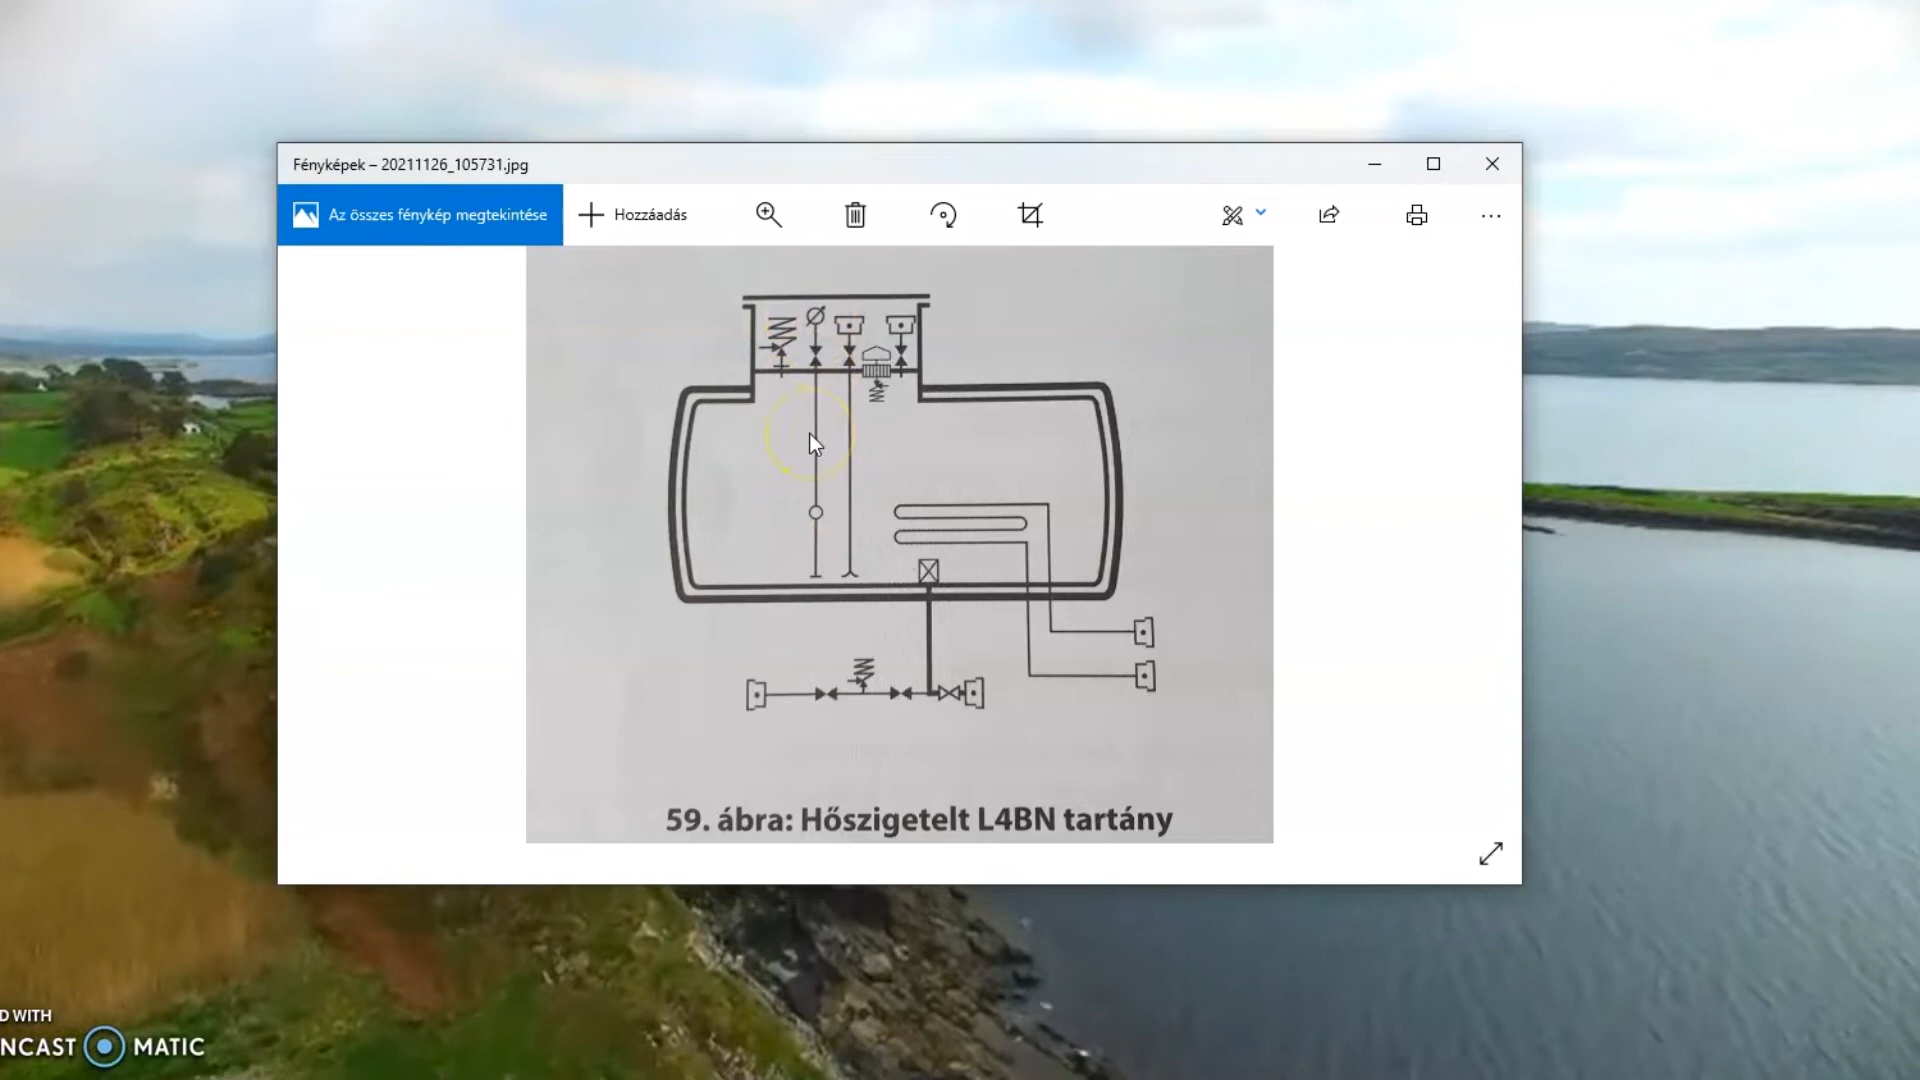 Fényképek – 20211126_105731.jpg
Az összes fénykép megtekintése
Hozzáadás
59. ábra: Hőszigetelt L4BN tartány
D WITH
NCAST MATIC